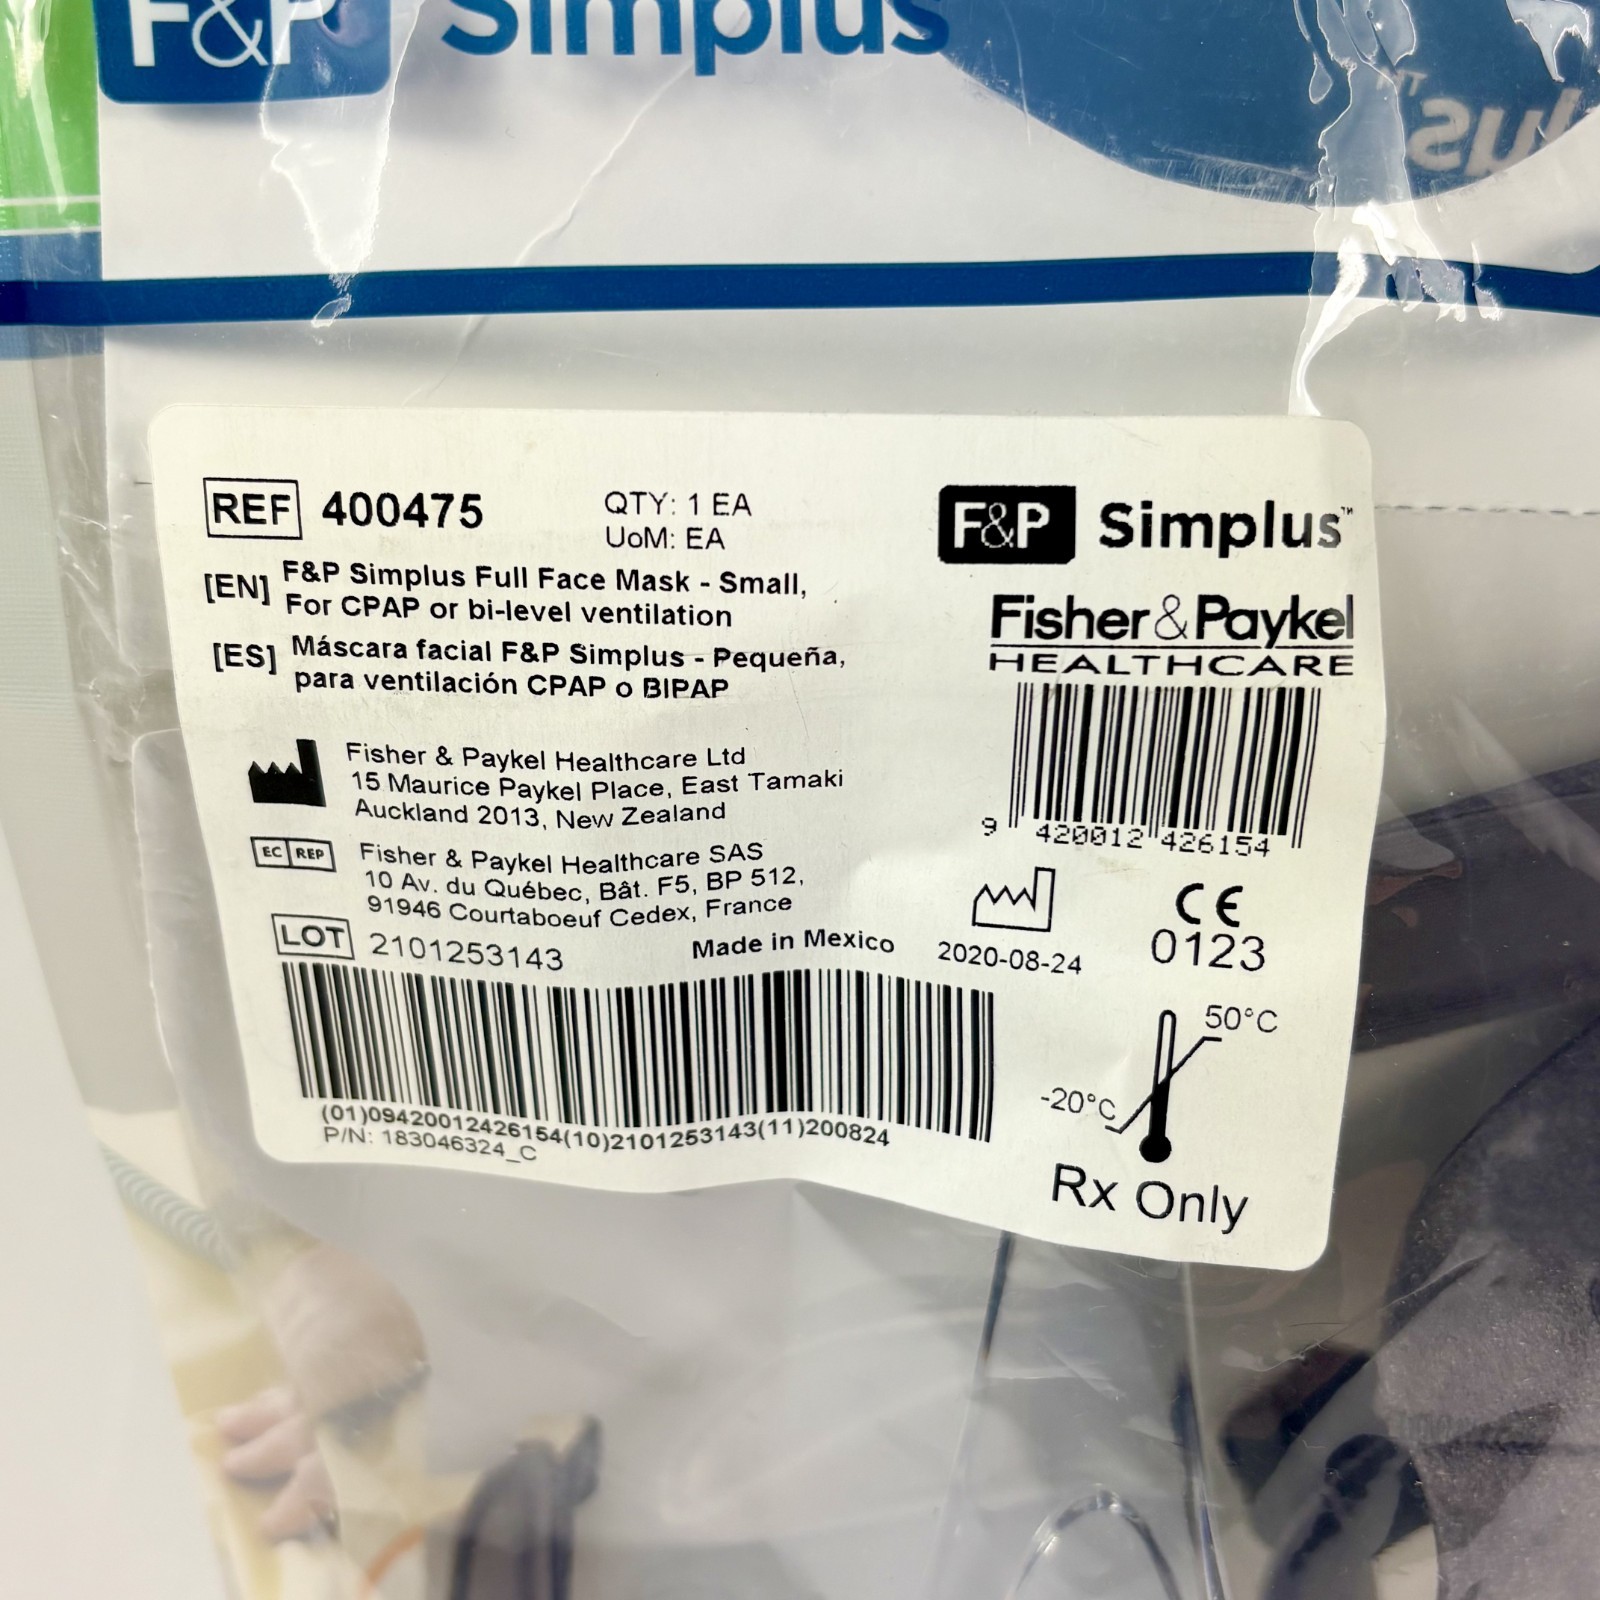 F&P Simplus
plus™
REF 400475
QTY: 1 EA
UoM: EA
[EN] F&P Simplus Full Face Mask - Small,
For CPAP or bi-level ventilation
[ES] Máscara facial F&P Simplus - Pequeña,
para ventilación CPAP o BIPAP
Fisher & Paykel Healthcare Ltd
15 Maurice Paykel Place, East Tamaki
Auckland 2013, New Zealand
EC REP
Fisher & Paykel Healthcare SAS
10 Av. du Québec, Bât. F5, BP 512,
91946 Courtaboeuf Cedex, France
LOT 2101253143
Made in Mexico
(01)09420012426154(10)2101253143(11)200824
P/N: 183046324_C
F&P Simplus™
Fisher & Paykel
HEALTHCARE
9 420012 426154
2020-08-24
CE
0123
50°C
-20°C
Rx Only